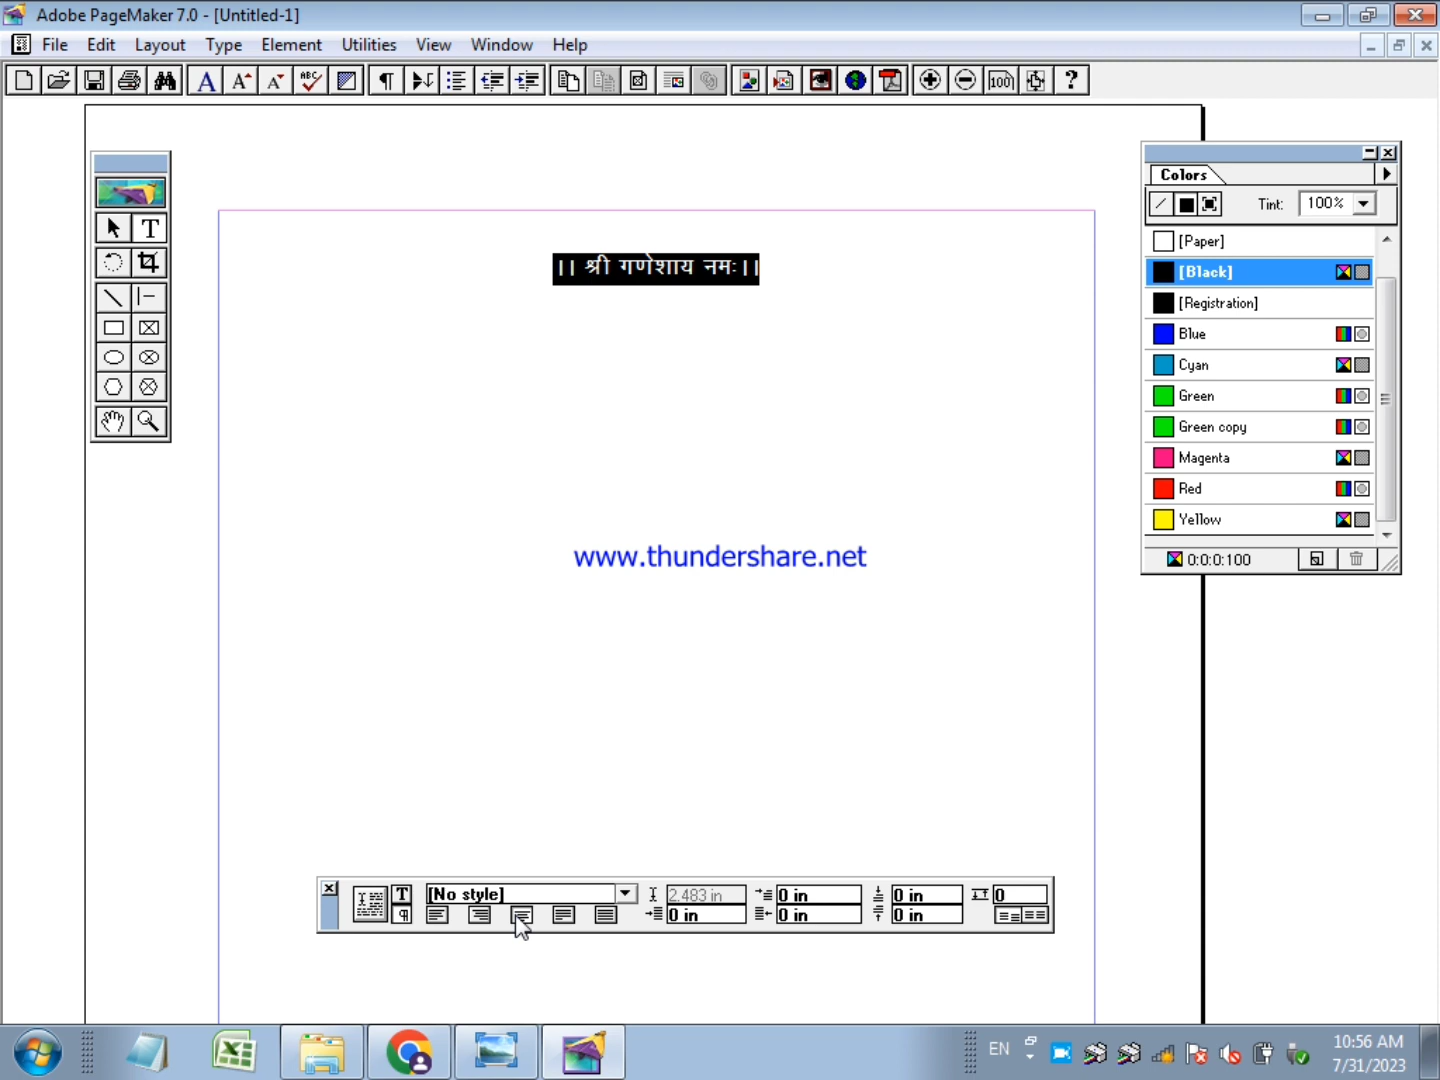 Adobe PageMaker 7.0 - [Untitled-1]
File Edit Layout Type Element Utilities View Window Help
।। श्री गणेशाय नमः।।
Colors
Tint: 100%
[Paper]
[Black]
[Registration]
Blue
Cyan
Green
Green copy
Magenta
Red
Yellow
0:0:0:100
www.thundershare.net
[No style] 2.483 in 0 in 0 in 0
0 in 0 in 0 in
EN
10:56 AM
7/31/2023